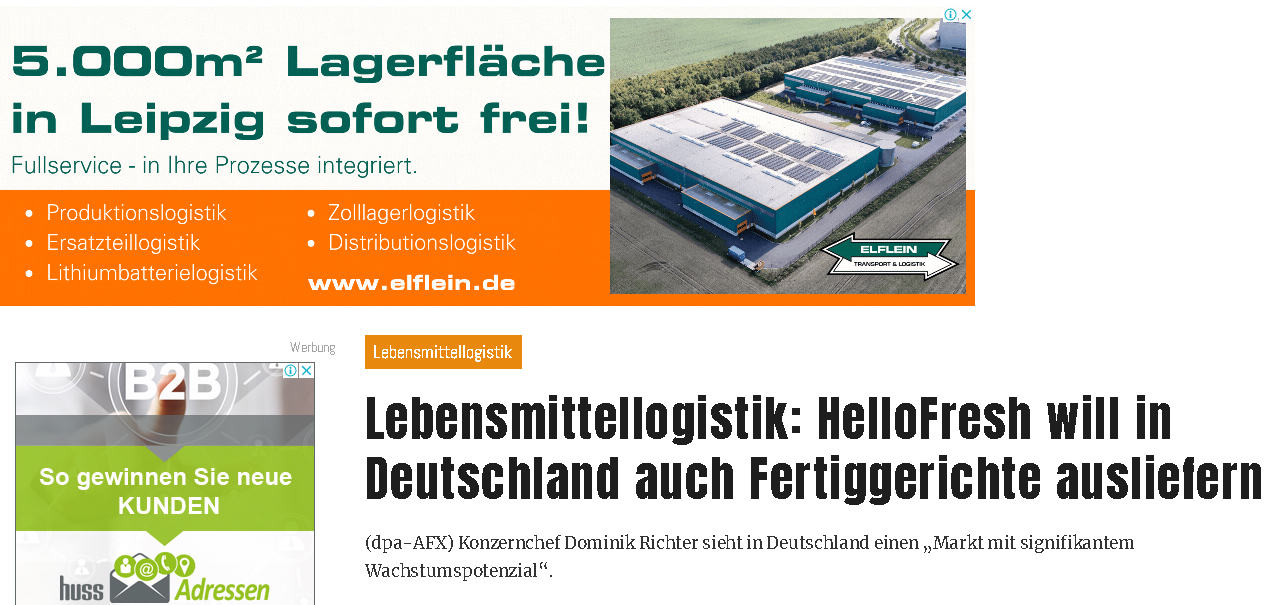 5.000m² Lagerfläche
in Leipzig sofort frei!
Fullservice - in Ihre Prozesse integriert.
• Produktionslogistik
• Ersatzteillogistik
• Lithiumbatterielogistik
• Zolllagerlogistik
• Distributionslogistik
www.elflein.de
ELFLEIN
ELFLEIN
TRANSPORT & LOGISTIK
Werbung
B2B
So gewinnen Sie neue
KUNDEN
huss Adressen
Lebensmittellogistik
Lebensmittellogistik: HelloFresh will in
Deutschland auch Fertiggerichte ausliefern
(dpa-AFX) Konzernchef Dominik Richter sieht in Deutschland einen „Markt mit signifikantem
Wachstumspotenzial“.